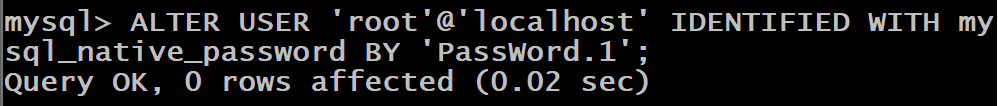 mysql> ALTER USER 'root'@'localhost' IDENTIFIED WITH my
sql_native_password BY 'PassWord.1';
Query OK, 0 rows affected (0.02 sec)